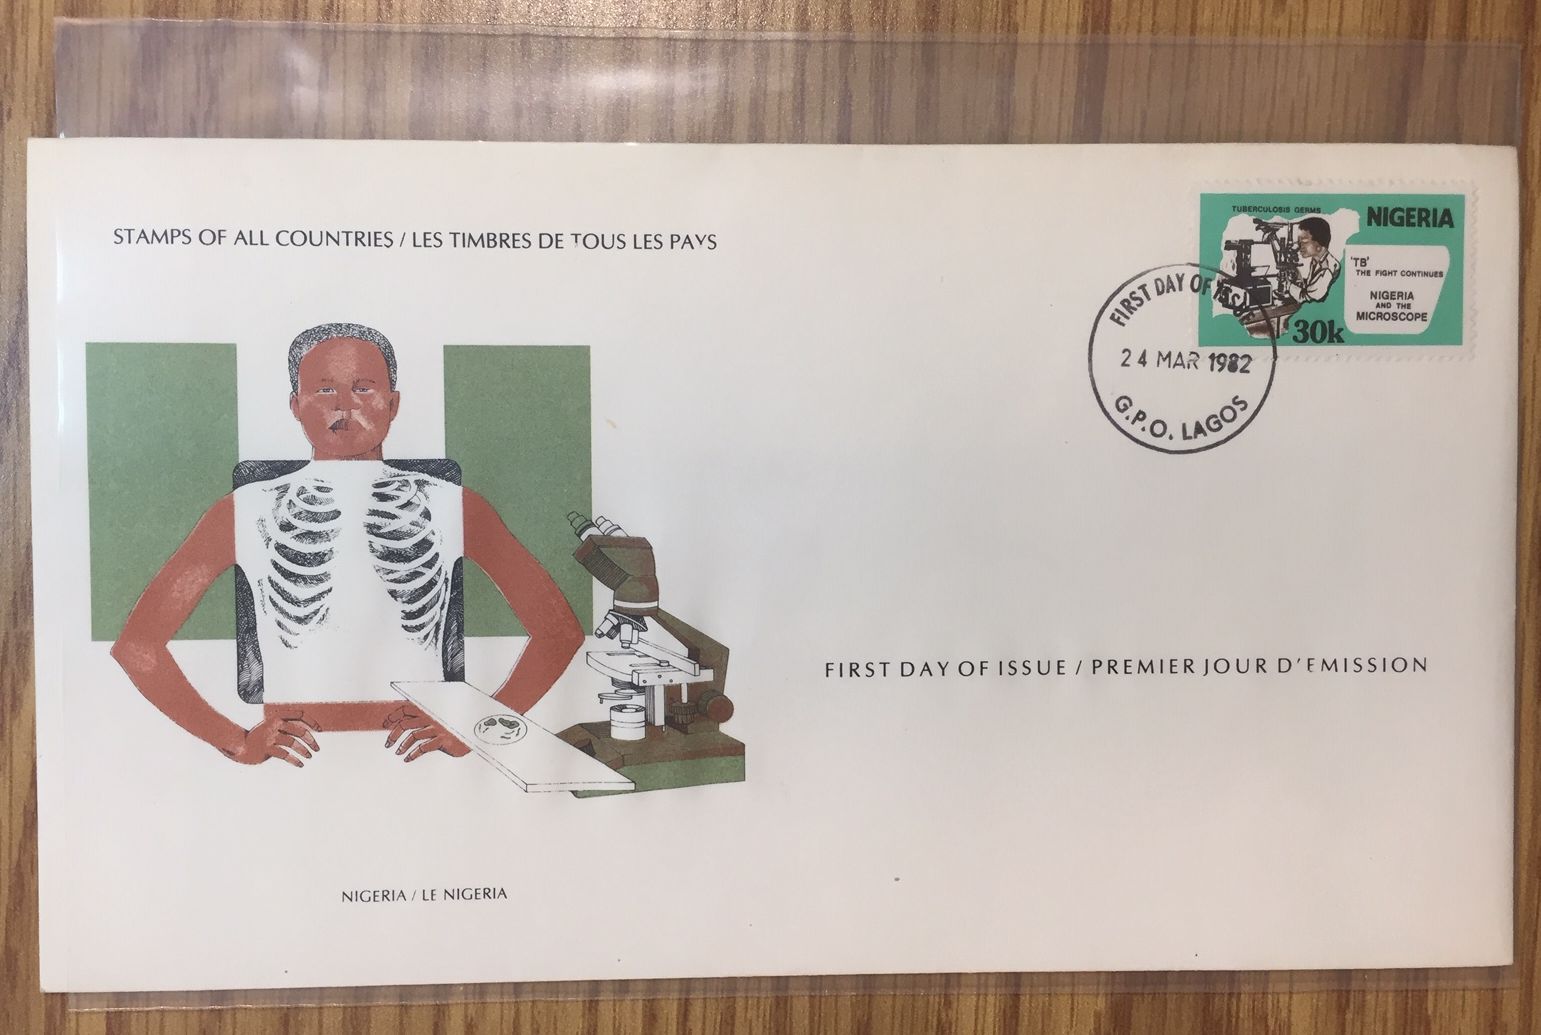 STAMPS OF ALL COUNTRIES / LES TIMBRES DE TOUS LES PAYS
TUBERCULOSIS GERMS
NIGERIA
'TB'
THE FIGHT CONTINUES
NIGERIA
AND THE
MICROSCOPE
30k
FIRST DAY OF ISSUE
24 MAR 1982
G.P.O. LAGOS
FIRST DAY OF ISSUE / PREMIER JOUR D'EMISSION
NIGERIA / LE NIGERIA